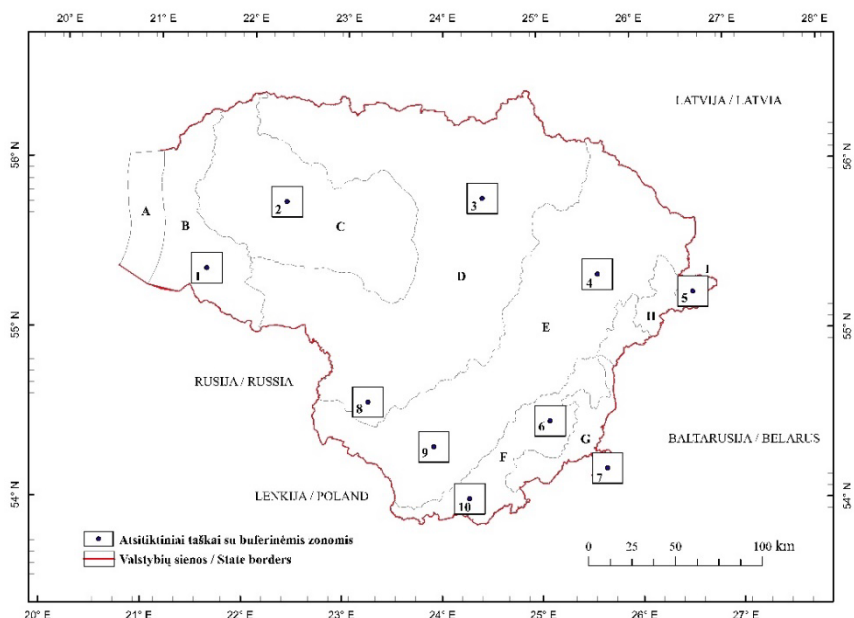 20° E 21° E 22° E 23° E 24° E 25° E 26° E 27° E 28° E
LATVIJA / LATVIA
56° N 56° N
A B 2 C 3
1 D 4 I
5
55° N E H 55° N
RUSIJA / RUSSIA
8 6
9 F G BALTARUSIJA / BELARUS
7
54° N LENKIJA / POLAND 10 54° N
Atsitiktiniai taškai su buferinėmis zonomis
Valstybių sienos / State borders
0 25 50 100 km
20° E 21° E 22° E 23° E 24° E 25° E 26° E 27° E